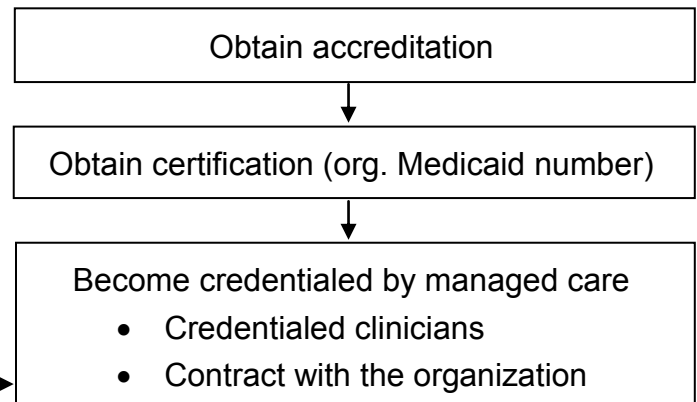 Obtain accreditation
Obtain certification (org. Medicaid number)
Become credentialed by managed care
• Credentialed clinicians
• Contract with the organization